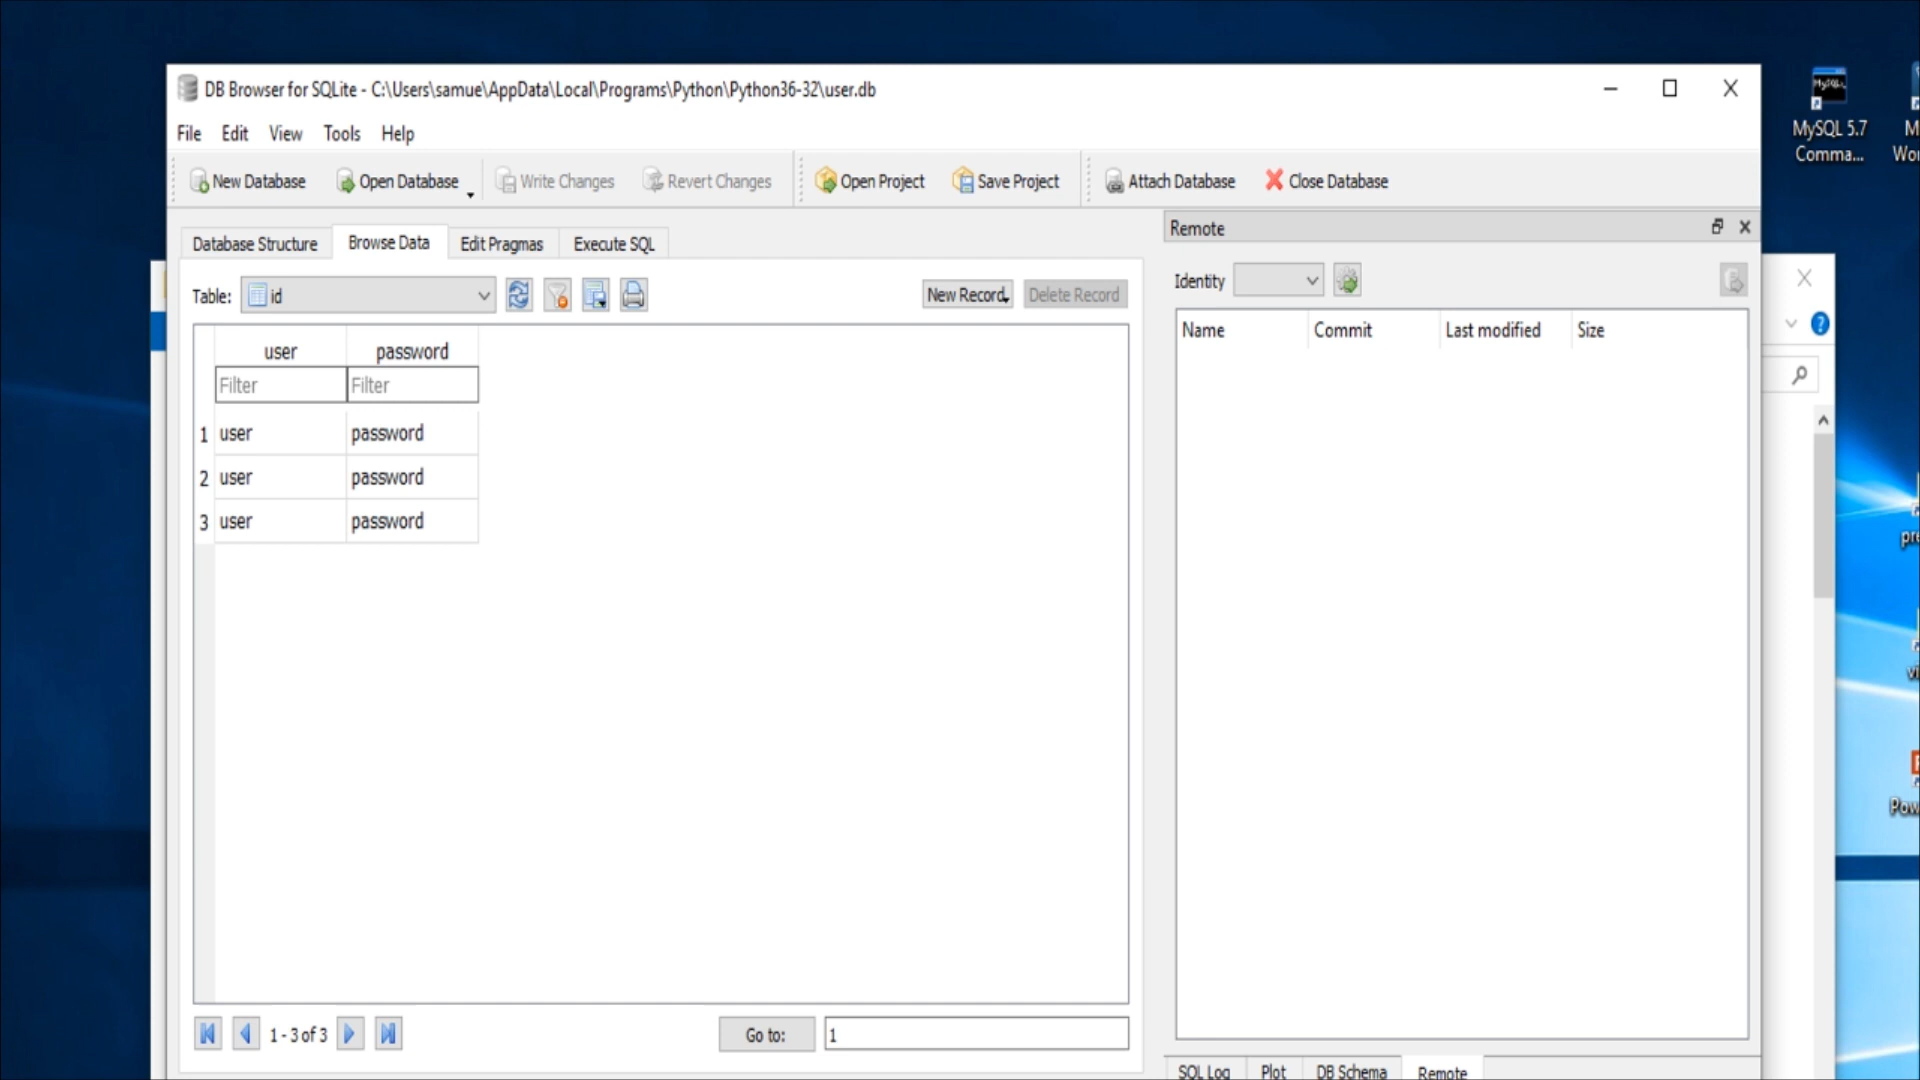 DB Browser for SQLite - C:\Users\samue\AppData\Local\Programs\Python\Python36-32\user.db
File Edit View Tools Help
New Database Open Database Write Changes Revert Changes Open Project Save Project Attach Database Close Database
Database Structure Browse Data Edit Pragmas Execute SQL
Table: id New Record Delete Record
user password
Filter Filter
1 user password
2 user password
3 user password
1 - 3 of 3 Go to: 1
Remote
Identity
Name Commit Last modified Size
SQL Log Plot DB Schema Remote
MySQL 5.7
Comma...